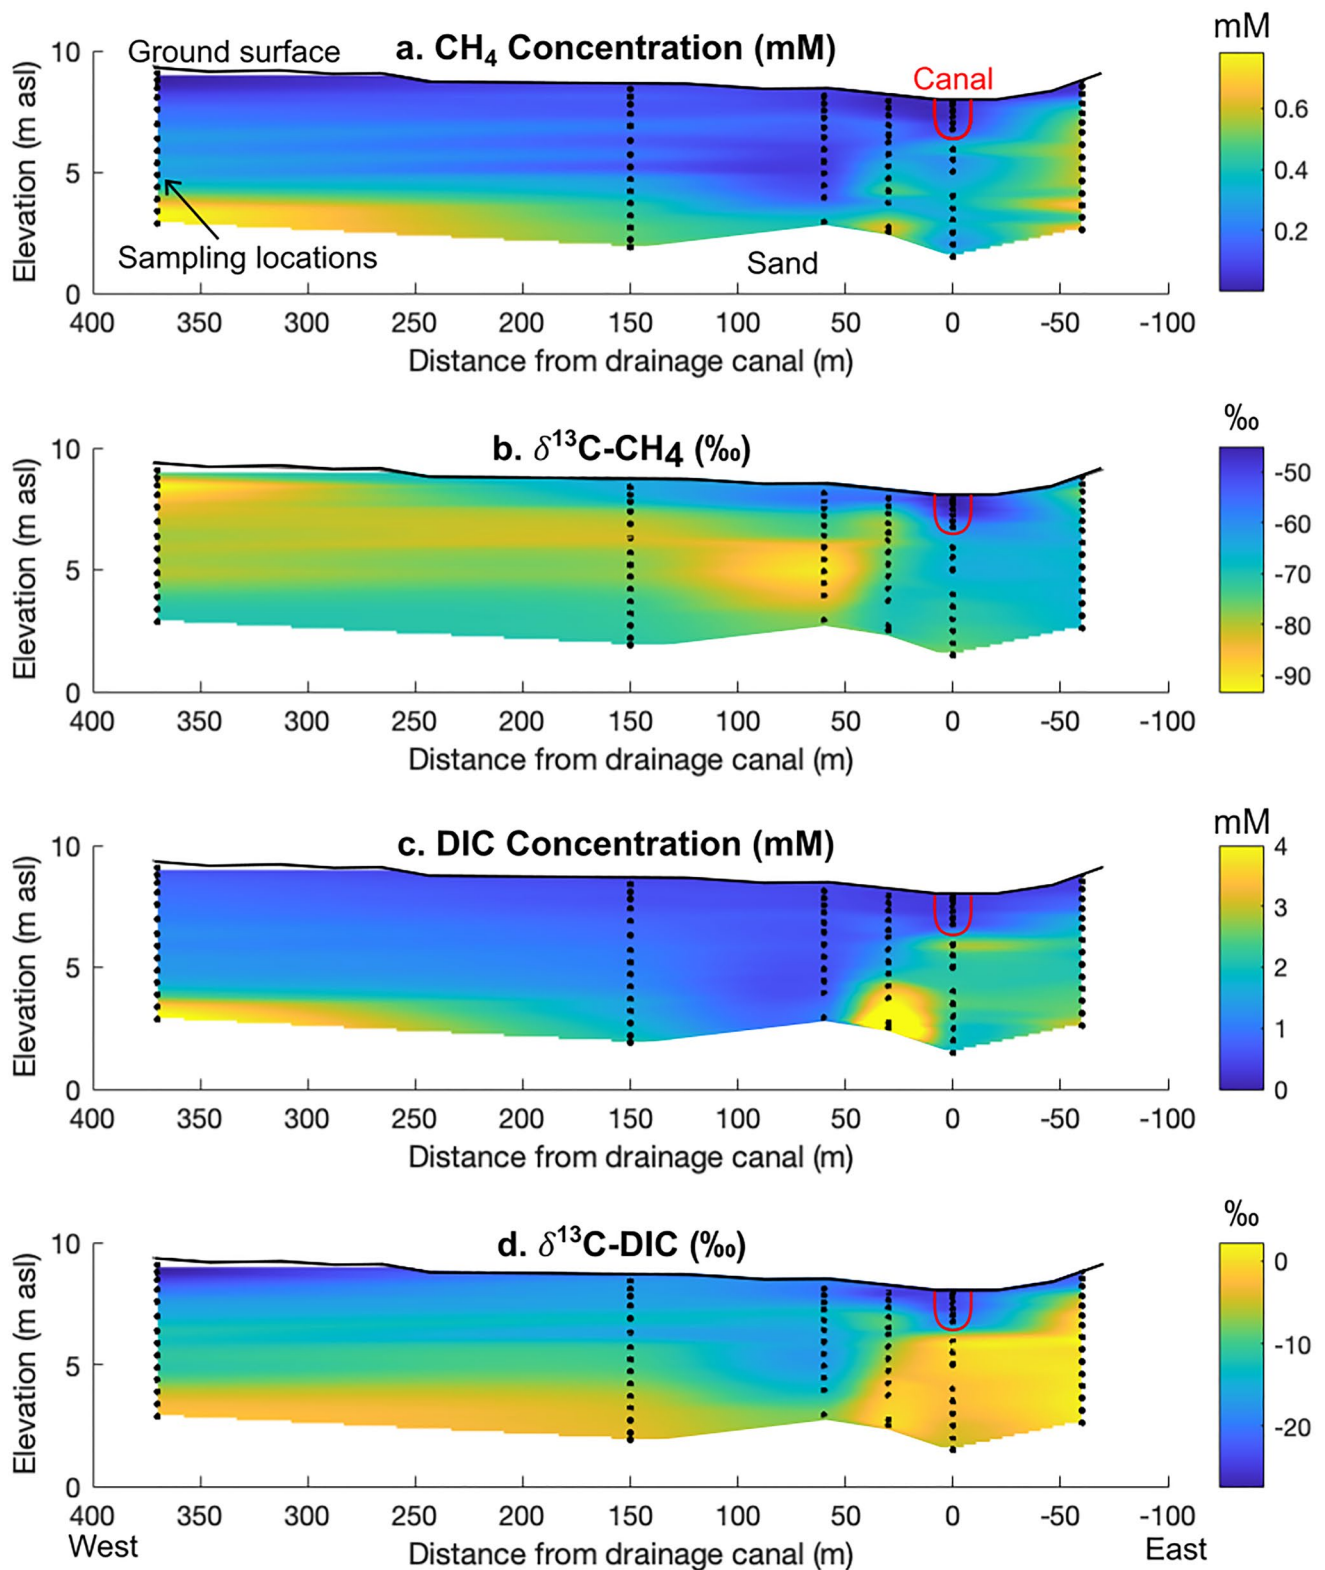 a. CH₄ Concentration (mM)
mM
10
5
0
Elevation (m asl)
Ground surface
Canal
Sampling locations
Sand
0.6
0.4
0.2
400 350 300 250 200 150 100 50 0 -50 -100
Distance from drainage canal (m)
b. δ¹³C-CH₄ (‰)
‰
10
5
0
Elevation (m asl)
-50
-60
-70
-80
-90
400 350 300 250 200 150 100 50 0 -50 -100
Distance from drainage canal (m)
c. DIC Concentration (mM)
mM
10
5
0
Elevation (m asl)
4
3
2
1
0
400 350 300 250 200 150 100 50 0 -50 -100
Distance from drainage canal (m)
d. δ¹³C-DIC (‰)
‰
10
5
0
Elevation (m asl)
0
-10
-20
400 350 300 250 200 150 100 50 0 -50 -100
West
Distance from drainage canal (m)
East